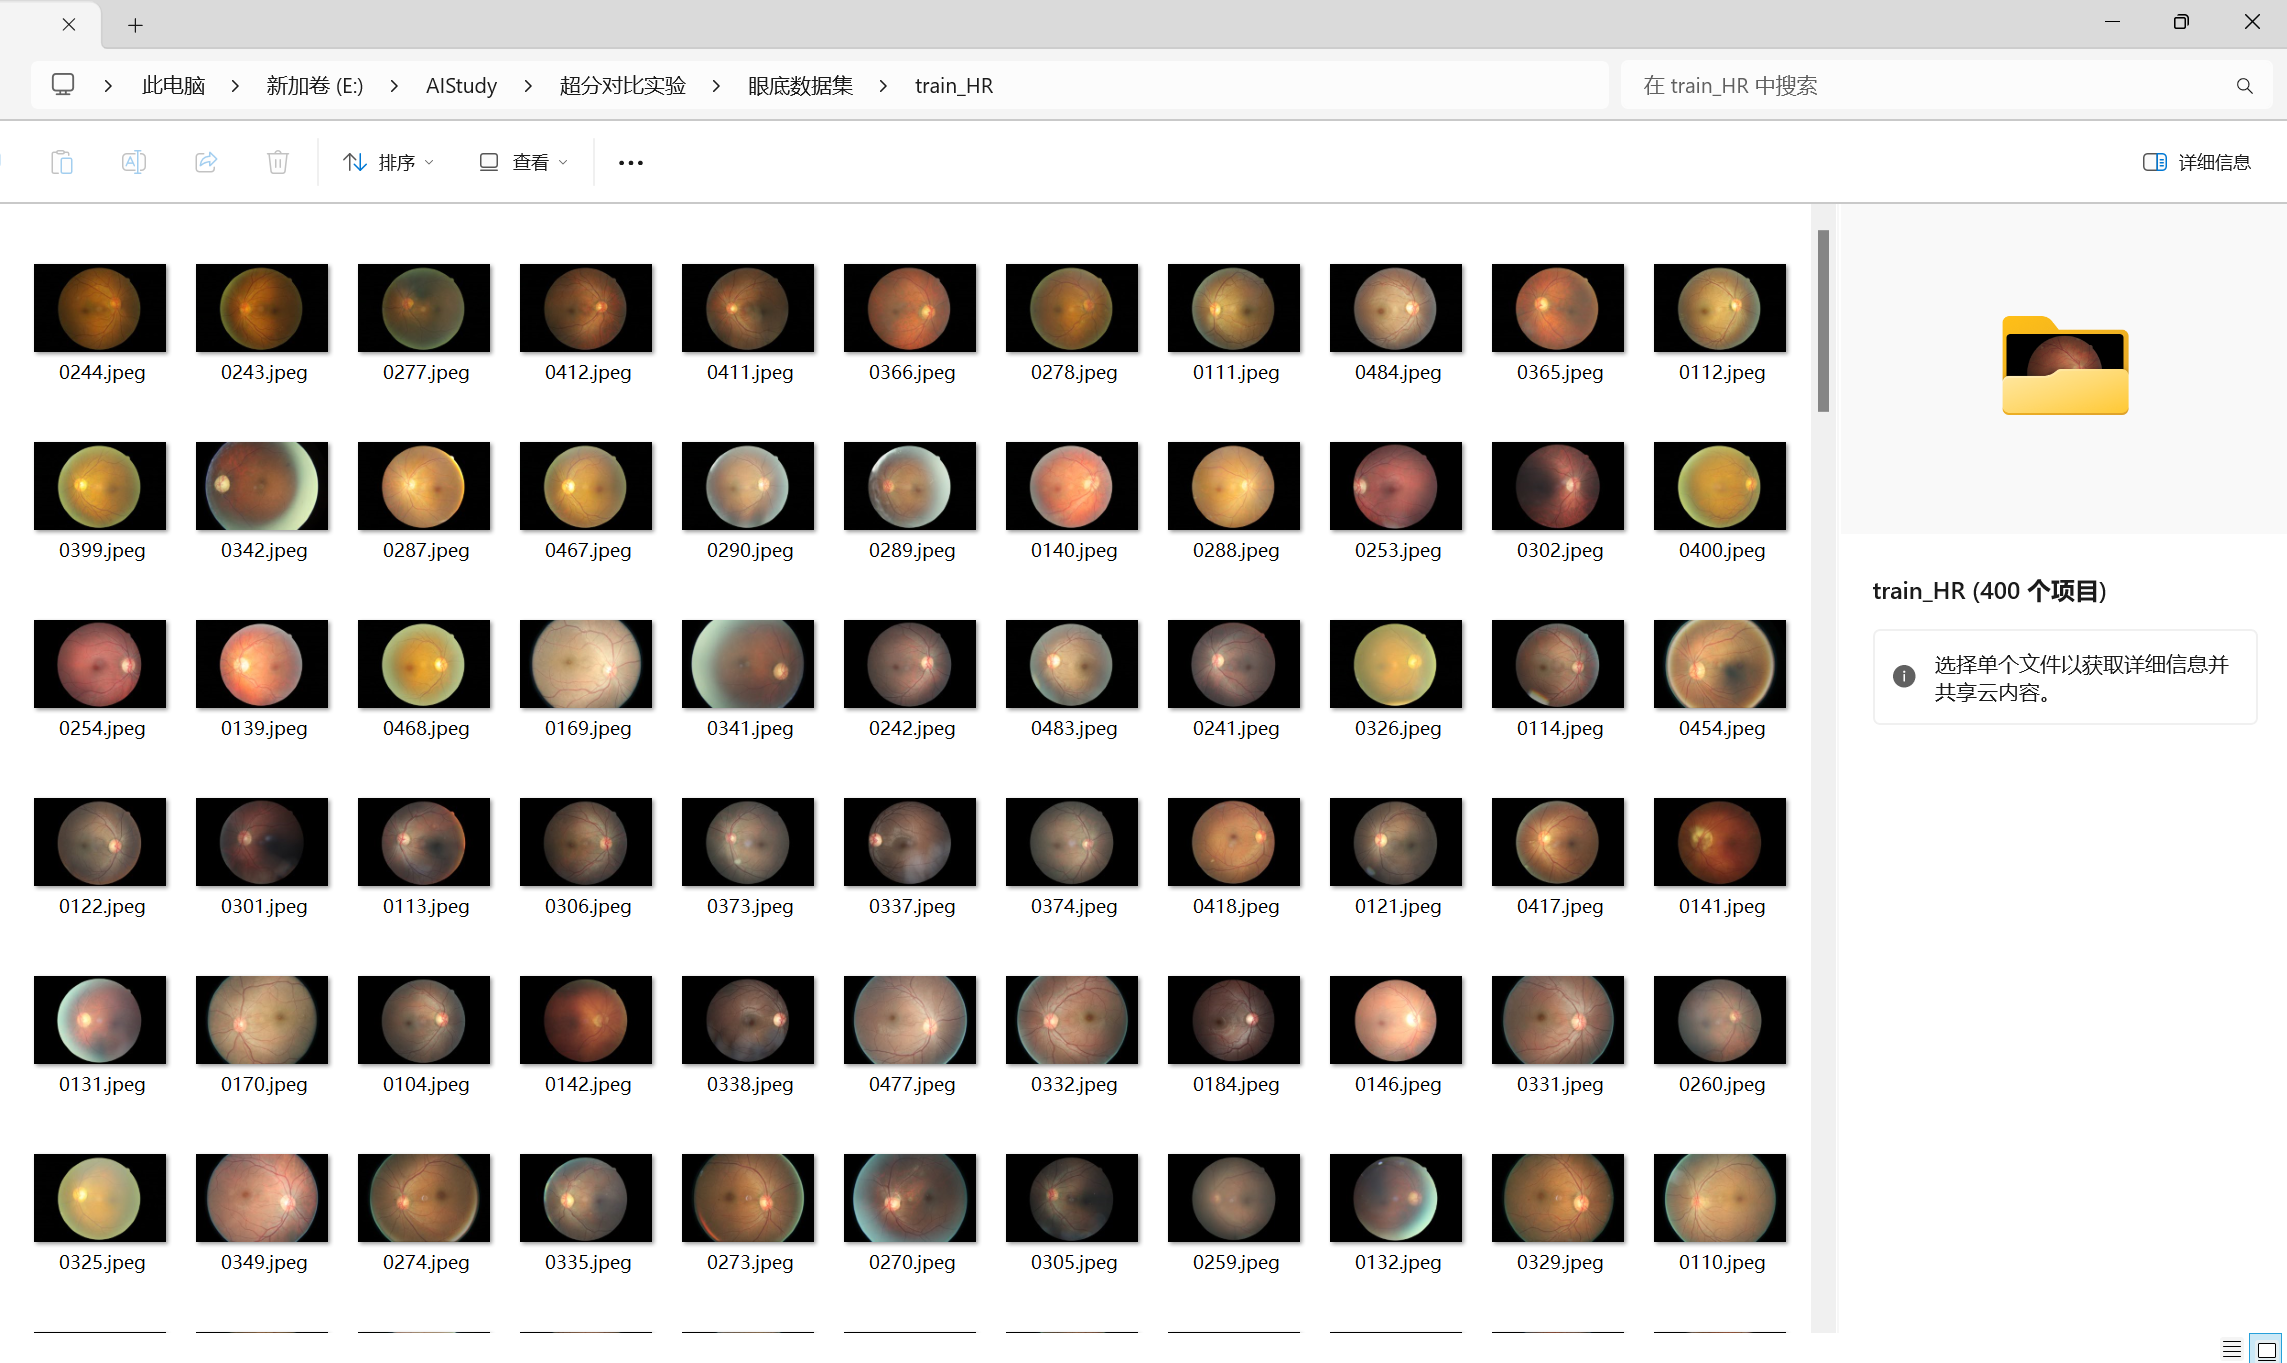 此电脑 新加卷 (E:) AIStudy 超分对比实验 眼底数据集 train_HR
在 train_HR 中搜索
排序 查看 详细信息
0244.jpeg 0243.jpeg 0277.jpeg 0412.jpeg 0411.jpeg 0366.jpeg 0278.jpeg 0111.jpeg 0484.jpeg 0365.jpeg 0112.jpeg
0399.jpeg 0342.jpeg 0287.jpeg 0467.jpeg 0290.jpeg 0289.jpeg 0140.jpeg 0288.jpeg 0253.jpeg 0302.jpeg 0400.jpeg
0254.jpeg 0139.jpeg 0468.jpeg 0169.jpeg 0341.jpeg 0242.jpeg 0483.jpeg 0241.jpeg 0326.jpeg 0114.jpeg 0454.jpeg
0122.jpeg 0301.jpeg 0113.jpeg 0306.jpeg 0373.jpeg 0337.jpeg 0374.jpeg 0418.jpeg 0121.jpeg 0417.jpeg 0141.jpeg
0131.jpeg 0170.jpeg 0104.jpeg 0142.jpeg 0338.jpeg 0477.jpeg 0332.jpeg 0184.jpeg 0146.jpeg 0331.jpeg 0260.jpeg
0325.jpeg 0349.jpeg 0274.jpeg 0335.jpeg 0273.jpeg 0270.jpeg 0305.jpeg 0259.jpeg 0132.jpeg 0329.jpeg 0110.jpeg
train_HR (400 个项目)
选择单个文件以获取详细信息并
共享云内容。